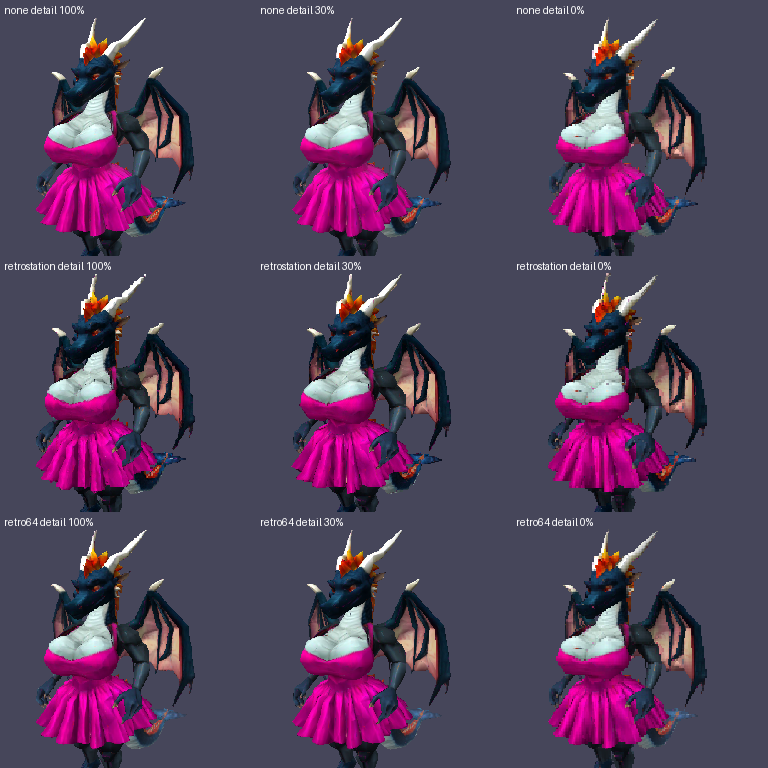 none detail 100%
none detail 30%
none detail 0%
retrostation detail 100%
retrostation detail 30%
retrostation detail 0%
retro64 detail 100%
retro64 detail 30%
retro64 detail 0%